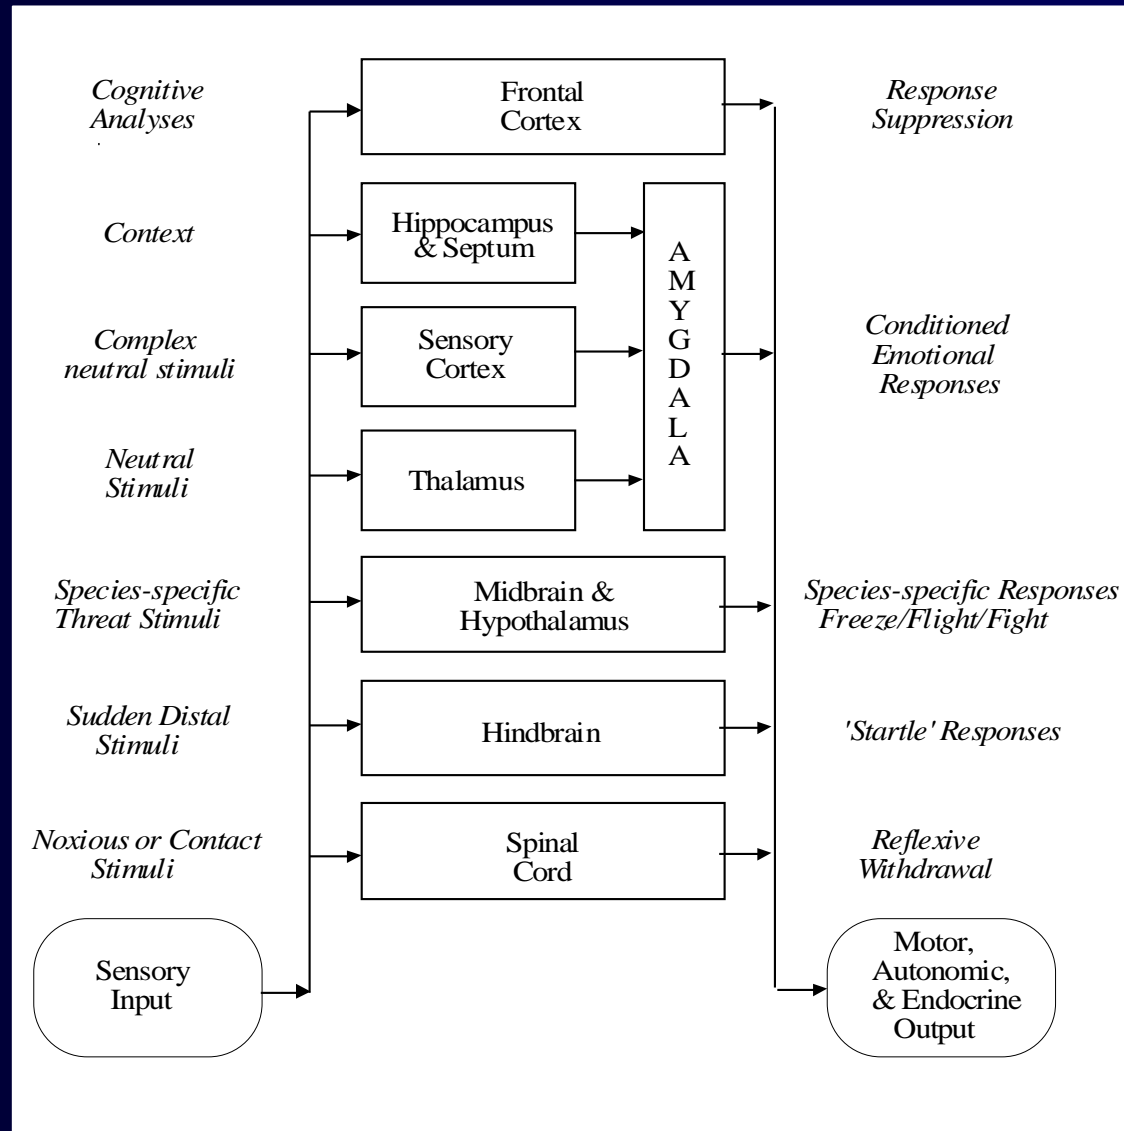 Cognitive
Analyses
.
Frontal
Cortex
Response
Suppression
Context
Hippocampus
& Septum
A
M
Y
G
D
A
L
A
Complex
neutral stimuli
Sensory
Cortex
Conditioned
Emotional
Responses
Neutral
Stimuli
Thalamus
Species-specific
Threat Stimuli
Midbrain &
Hypothalamus
Species-specific Responses
Freeze/Flight/Fight
Sudden Distal
Stimuli
Hindbrain
'Startle' Responses
Noxious or Contact
Stimuli
Spinal
Cord
Reflexive
Withdrawal
Sensory
Input
Motor,
Autonomic,
& Endocrine
Output